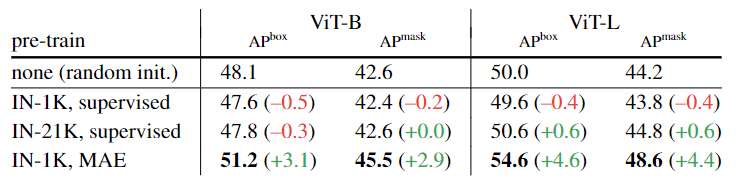 ViT-B ViT-L
pre-train AP^box AP^mask AP^box AP^mask
none (random init.) 48.1 42.6 50.0 44.2
IN-1K, supervised 47.6 (–0.5) 42.4 (–0.2) 49.6 (–0.4) 43.8 (–0.4)
IN-21K, supervised 47.8 (–0.3) 42.6 (+0.0) 50.6 (+0.6) 44.8 (+0.6)
IN-1K, MAE 51.2 (+3.1) 45.5 (+2.9) 54.6 (+4.6) 48.6 (+4.4)